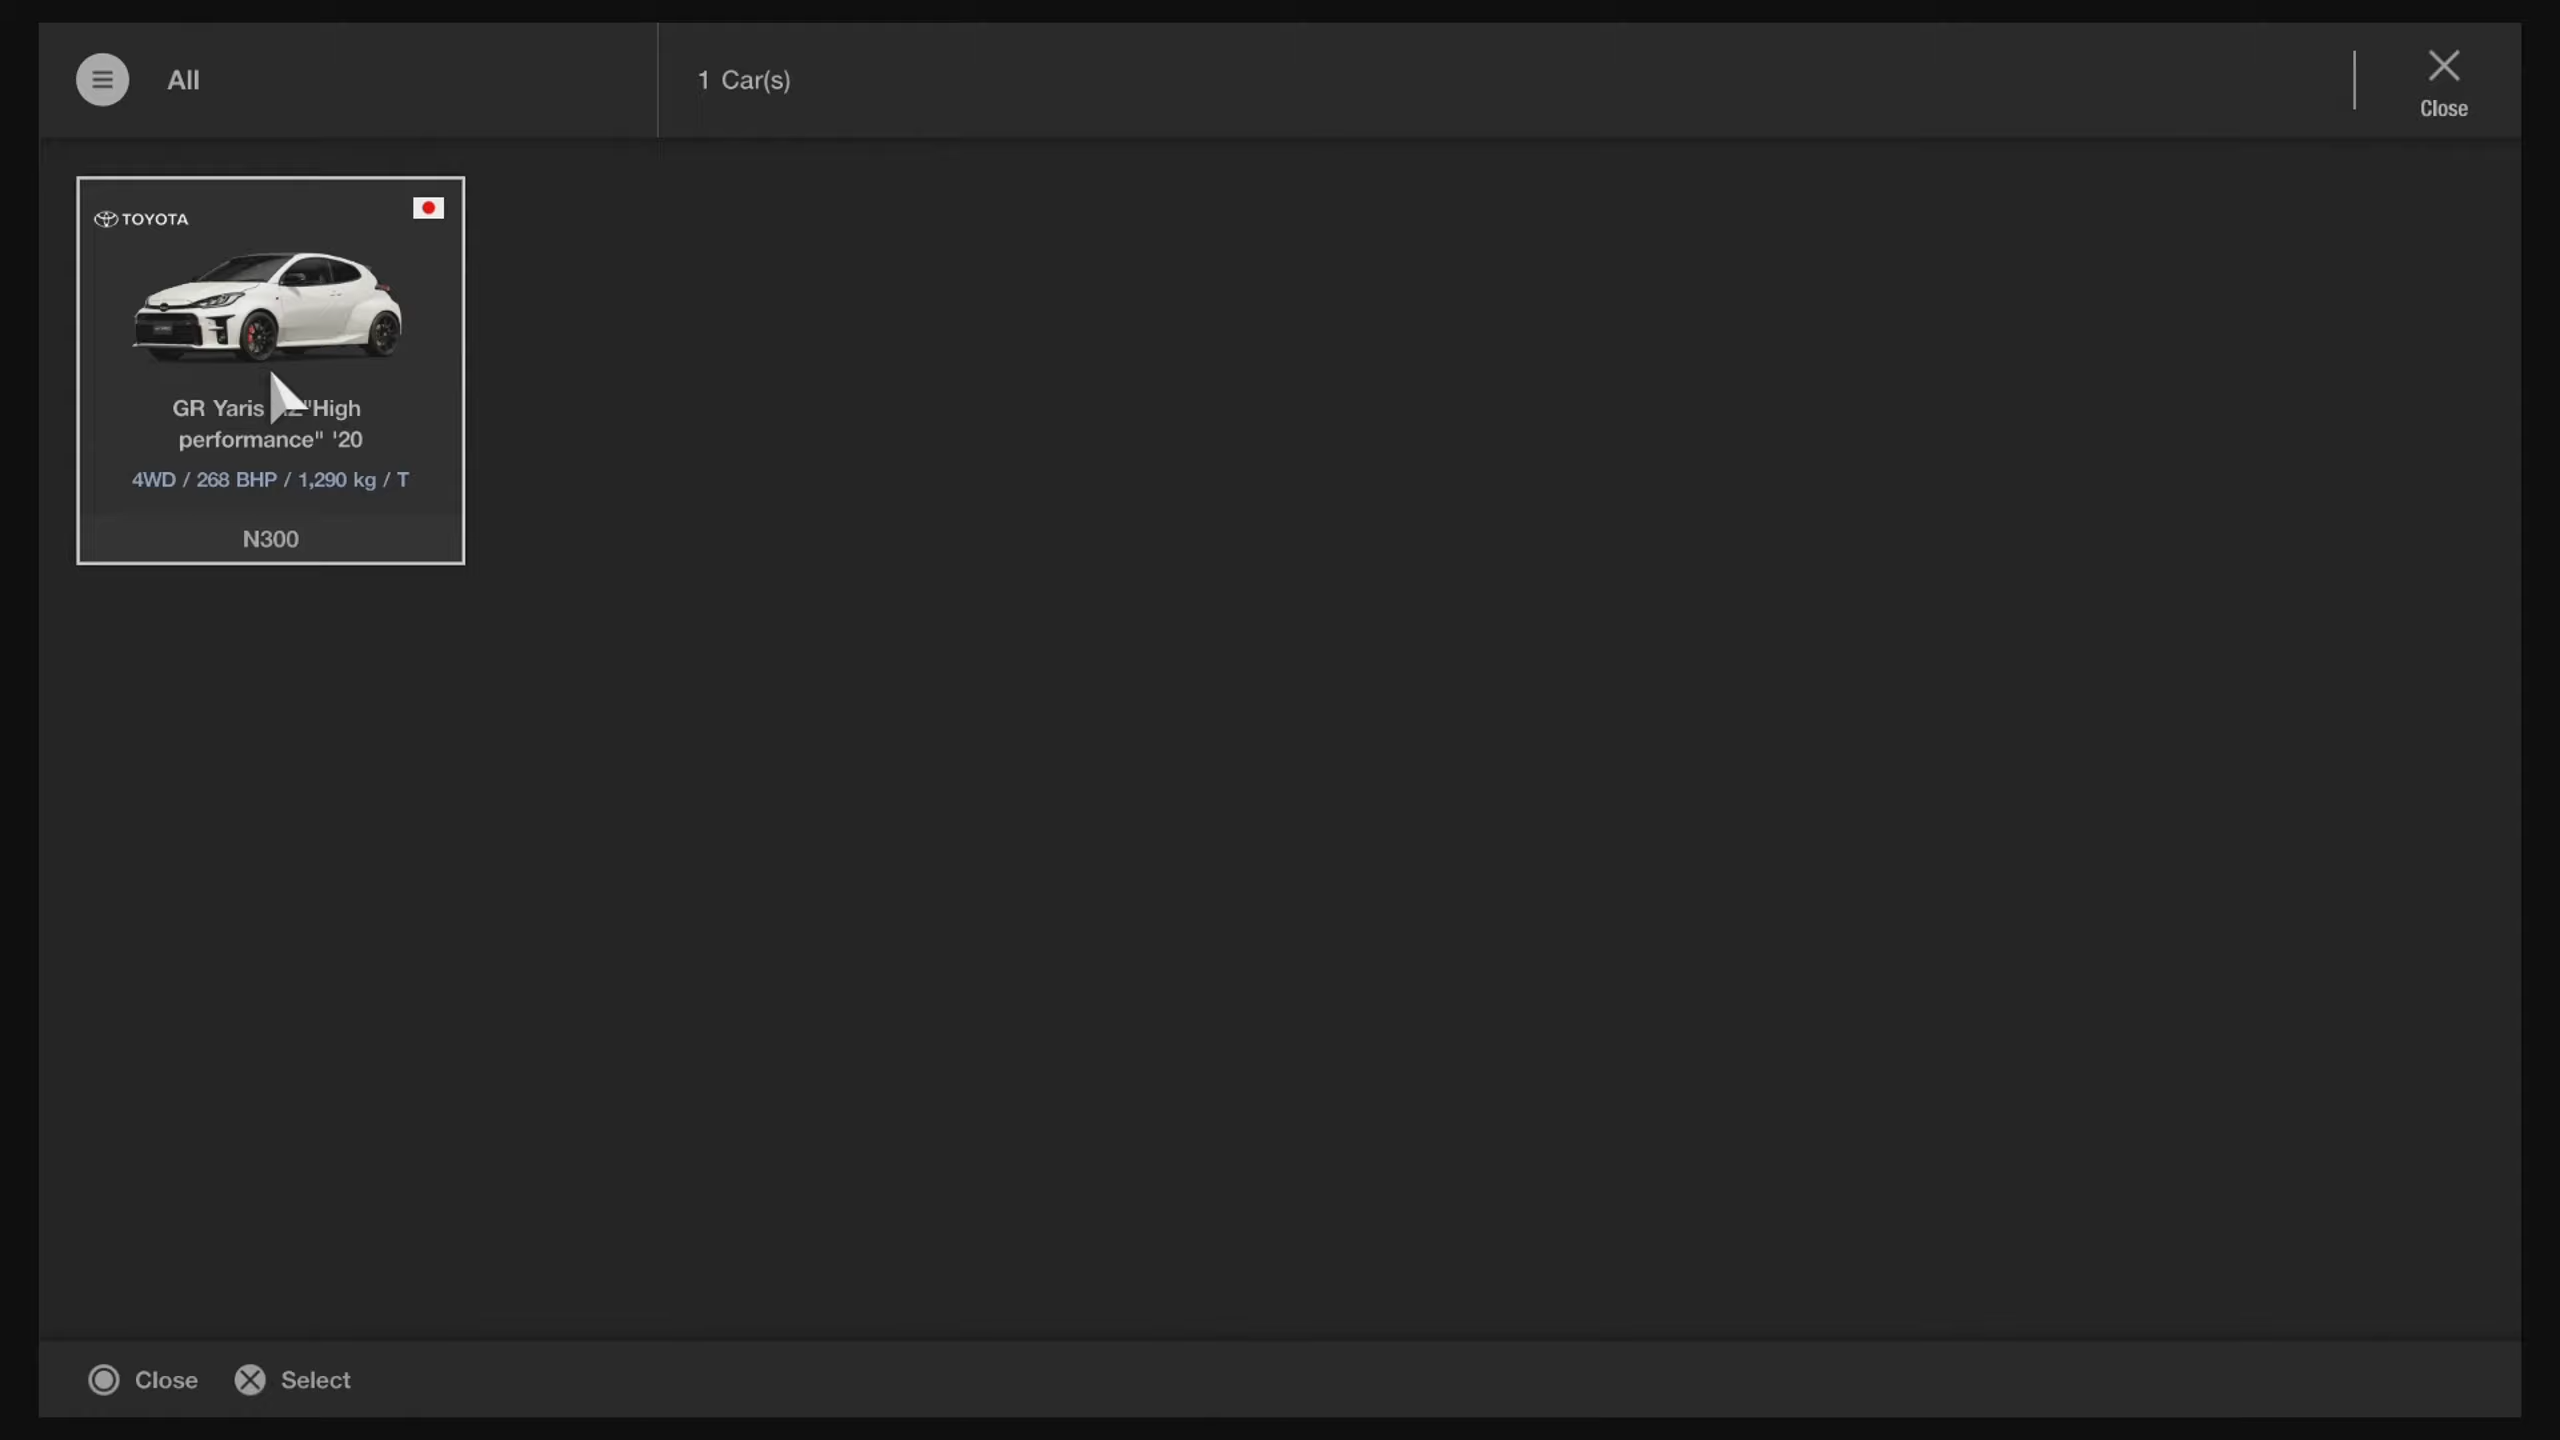 All
1 Car(s)
Close
TOYOTA
GR Yaris "High
performance" '20
4WD / 268 BHP / 1,290 kg / T
N300
Close
Select